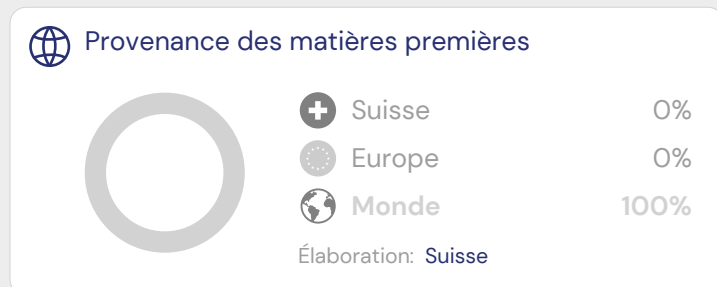 Provenance des matières premières
Suisse 0%
Europe 0%
Monde 100%
Élaboration: Suisse